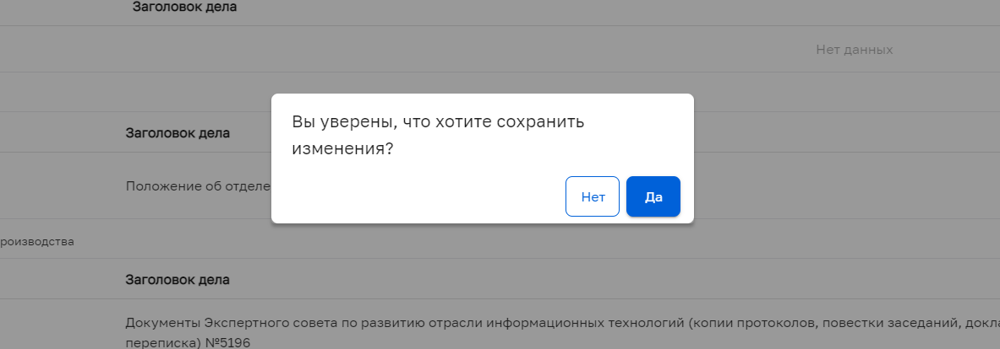 Заголовок дела
Нет данных
Вы уверены, что хотите сохранить
изменения?
Заголовок дела
Положение об отделе
Нет
Да
роизводства
Заголовок дела
Документы Экспертного совета по развитию отрасли информационных технологий (копии протоколов, повестки заседаний, докла
переписка) №5196